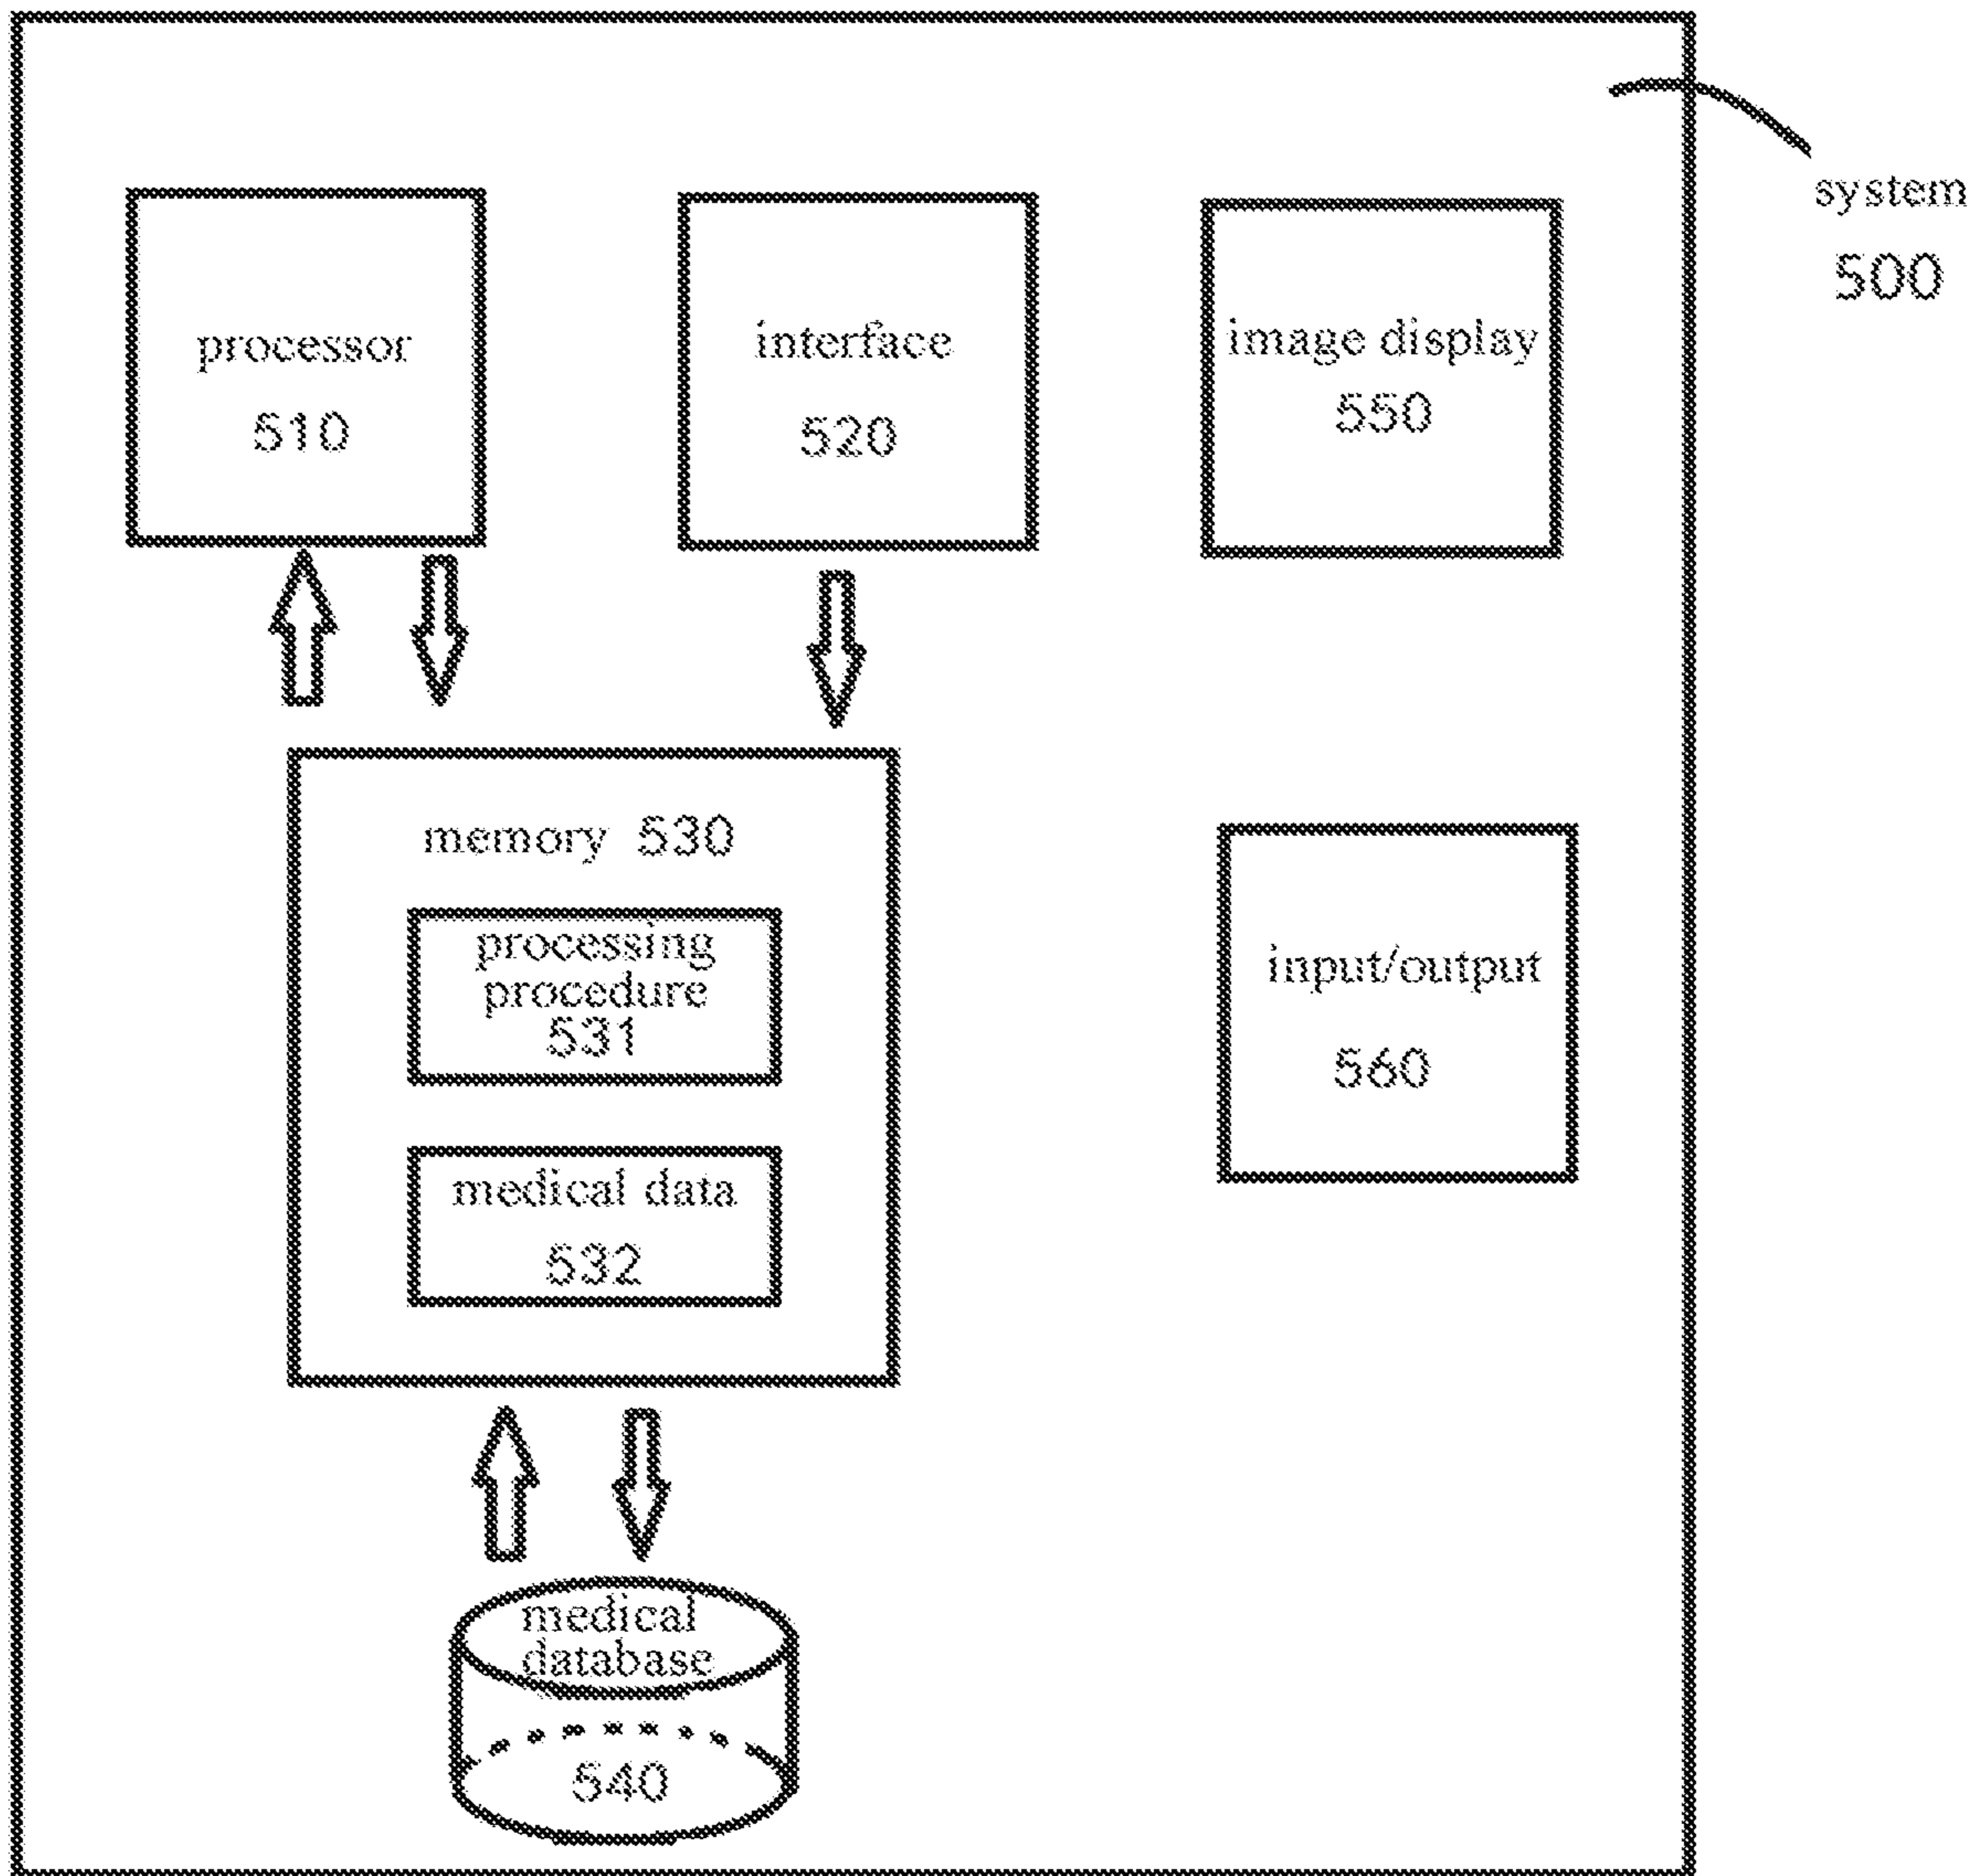 system
500
processor
510
interface
520
image display
550
memory 530
processing
procedure
531
medical data
532
input/output
560
medical
database
540